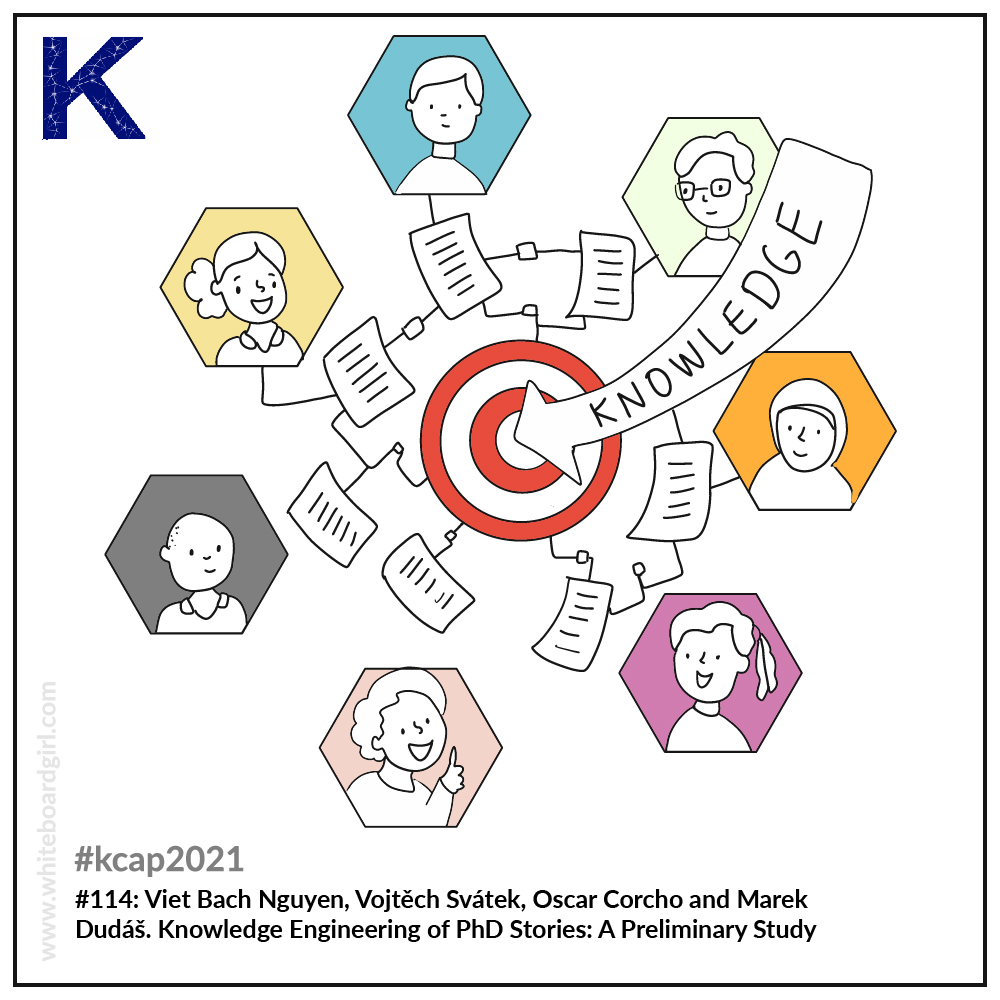 K
KNOWLEDGE
www.whiteboardgirl.com
#kcap2021
#114: Viet Bach Nguyen, Vojtěch Svátek, Oscar Corcho and Marek
Dudáš. Knowledge Engineering of PhD Stories: A Preliminary Study